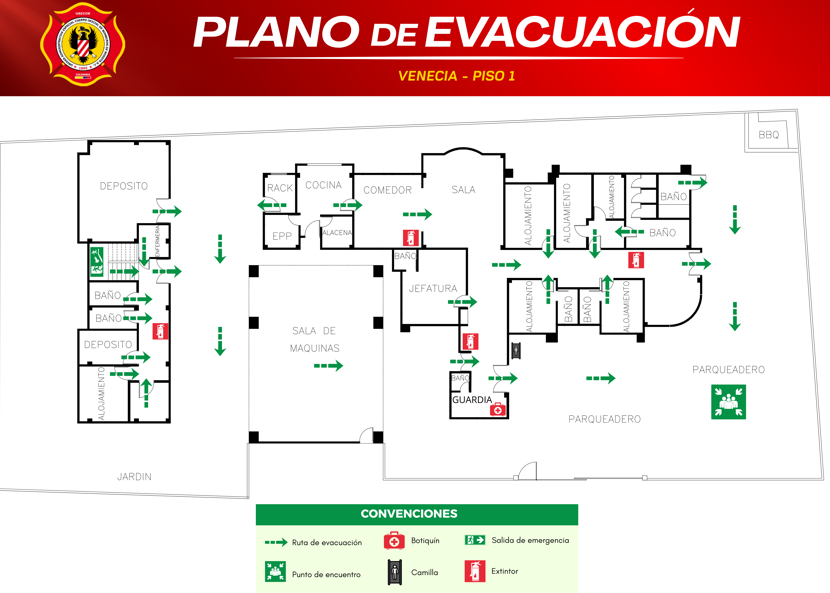 PLANO DE EVACUACIÓN
VENECIA - PISO 1
BBQ
DEPOSITO
RACK
COCINA
COMEDOR
SALA
ALOJAMIENTO
ALOJAMIENTO
ALOJAMIENTO
BAÑO
BAÑO
EPP
ALACENA
ENFERMERIA
BAÑO
JEFATURA
BAÑO
BAÑO
DEPOSITO
ALOJAMIENTO
SALA DE
MAQUINAS
ALOJAMIENTO
BAÑO
BAÑO
ALOJAMIENTO
BAÑO
GUARDIA
PARQUEADERO
PARQUEADERO
JARDIN
CONVENCIONES
Ruta de evacuación
Botiquín
Salida de emergencia
Punto de encuentro
Camilla
Extintor